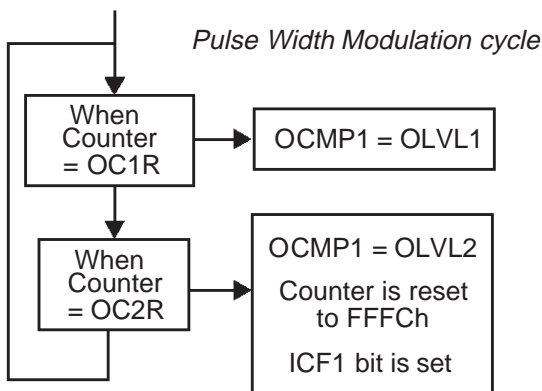 Pulse Width Modulation cycle
When
Counter
= OC1R
OCMP1 = OLVL1
When
Counter
= OC2R
OCMP1 = OLVL2
Counter is reset
to FFFCh
ICF1 bit is set